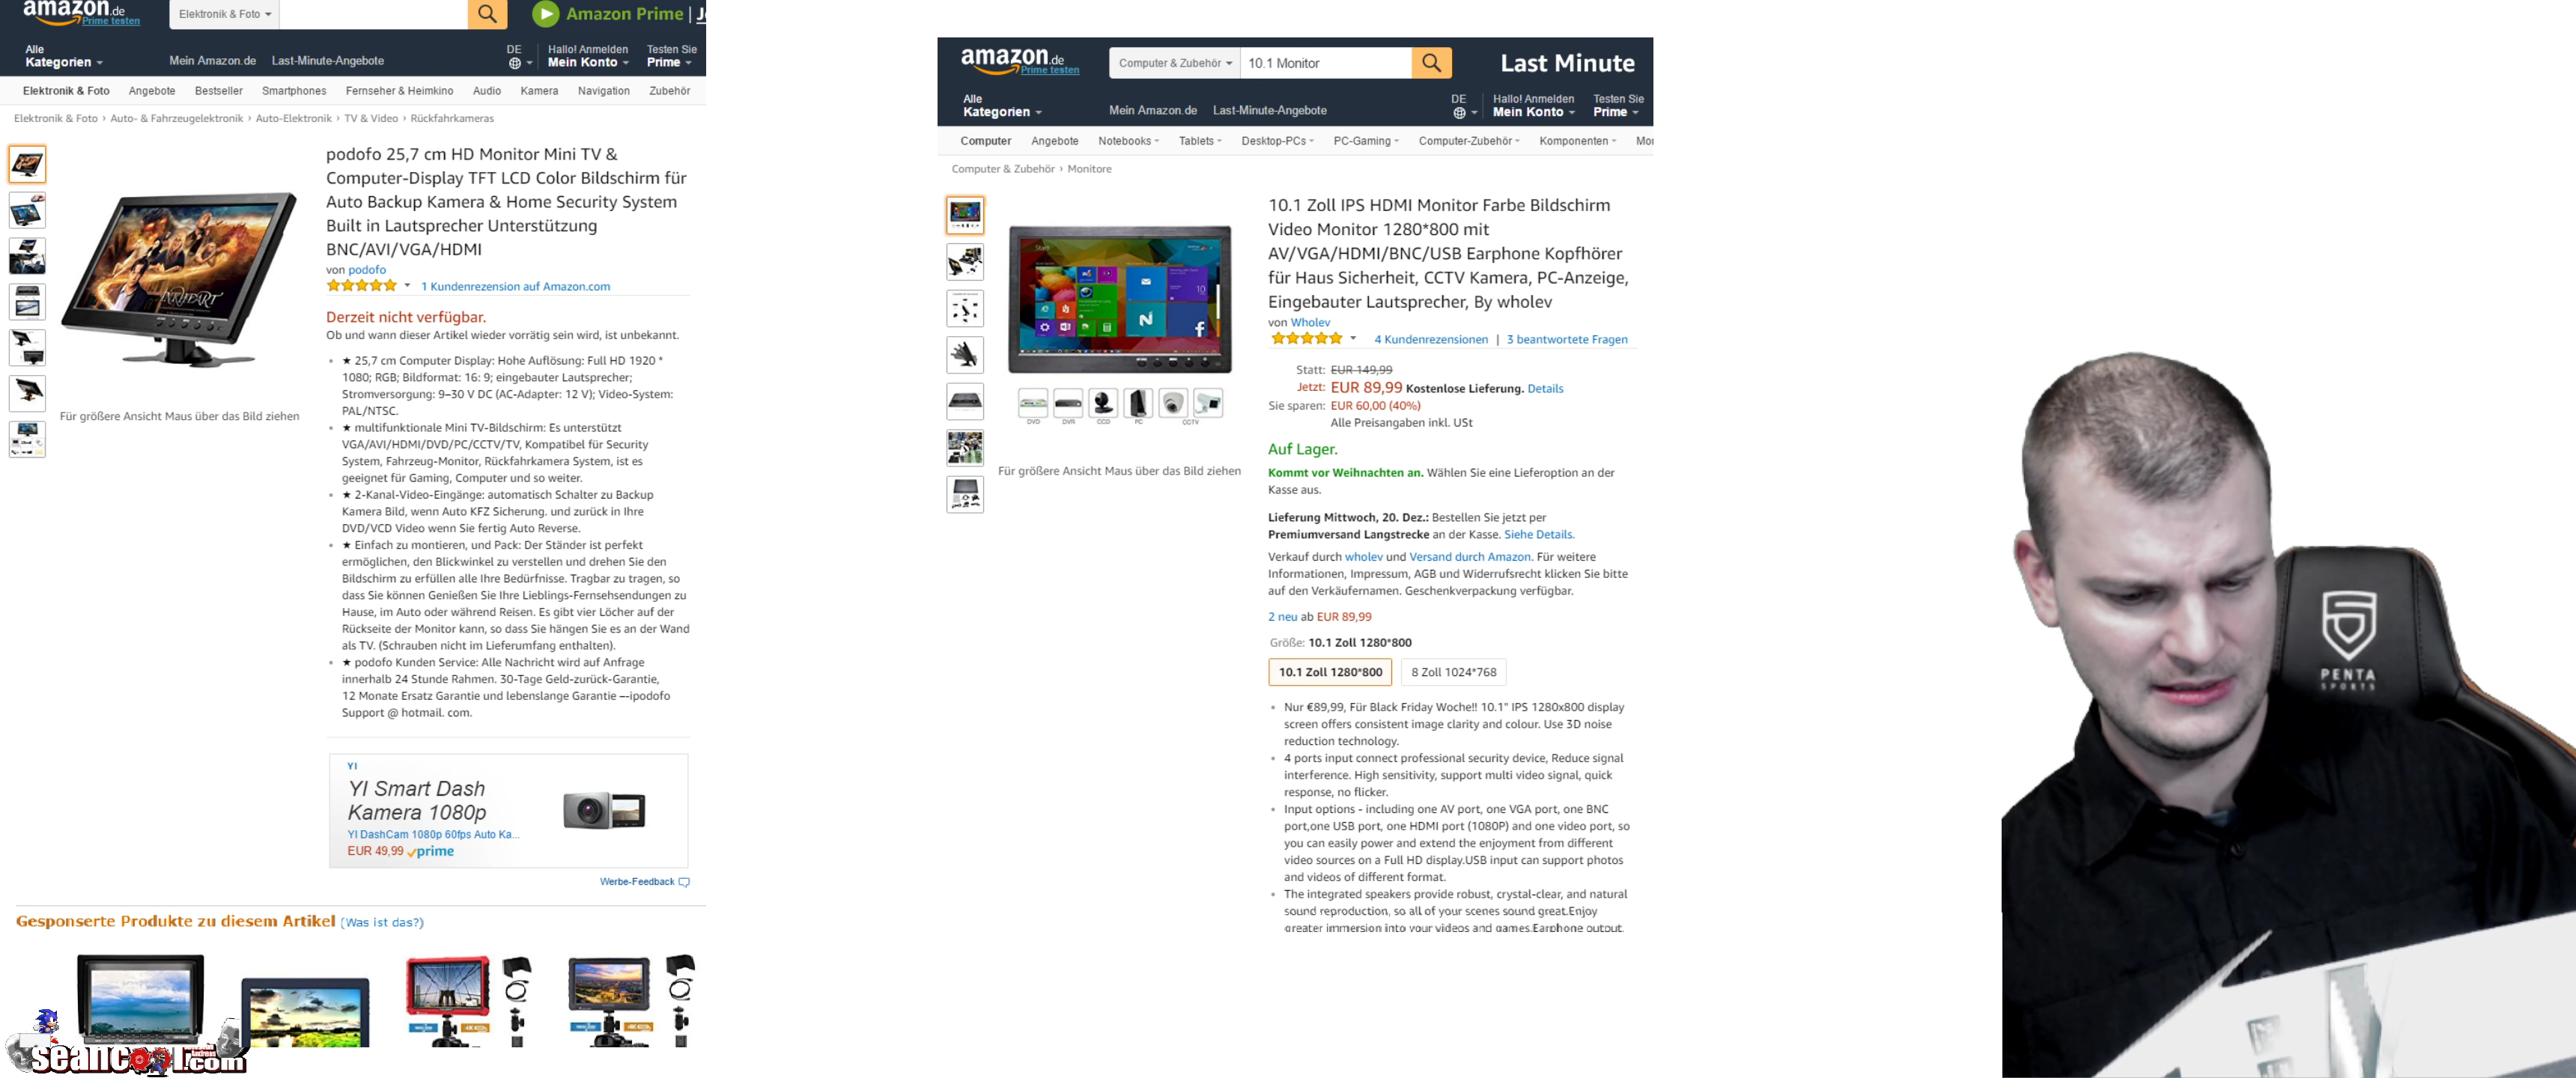 amazon.de
Prime testen
Elektronik & Foto
Amazon Prime |
Alle
Kategorien
Mein Amazon.de
Last-Minute-Angebote
DE
Hallo! Anmelden
Mein Konto
Testen Sie
Prime
Elektronik & Foto
Angebote
Bestseller
Smartphones
Fernseher & Heimkino
Audio
Kamera
Navigation
Zubehör
Elektronik & Foto › Auto- & Fahrzeugelektronik › Auto-Elektronik › TV & Video › Rückfahrkameras
podofo 25,7 cm HD Monitor Mini TV &
Computer-Display TFT LCD Color Bildschirm für
Auto Backup Kamera & Home Security System
Built in Lautsprecher Unterstützung
BNC/AVI/VGA/HDMI
von podofo
1 Kundenrezension auf Amazon.com
Derzeit nicht verfügbar.
Ob und wann dieser Artikel wieder vorrätig sein wird, ist unbekannt.
★ 25,7 cm Computer Display: Hohe Auflösung: Full HD 1920 *
1080; RGB; Bildformat: 16: 9; eingebauter Lautsprecher;
Stromversorgung: 9–30 V DC (AC-Adapter: 12 V); Video-System:
PAL/NTSC.
★ multifunktionale Mini TV-Bildschirm: Es unterstützt
VGA/AVI/HDMI/DVD/PC/CCTV/TV, Kompatibel für Security
System, Fahrzeug-Monitor, Rückfahrkamera System, ist es
geeignet für Gaming, Computer und so weiter.
★ 2-Kanal-Video-Eingänge: automatisch Schalter zu Backup
Kamera Bild, wenn Auto KFZ Sicherung. und zurück in Ihre
DVD/VCD Video wenn Sie fertig Auto Reverse.
★ Einfach zu montieren, und Pack: Der Ständer ist perfekt
ermöglichen, den Blickwinkel zu verstellen und drehen Sie den
Bildschirm zu erfüllen alle Ihre Bedürfnisse. Tragbar zu tragen, so
dass Sie können Genießen Sie Ihre Lieblings-Fernsehsendungen zu
Hause, im Auto oder während Reisen. Es gibt vier Löcher auf der
Rückseite der Monitor kann, so dass Sie hängen Sie es an der Wand
als TV. (Schrauben nicht im Lieferumfang enthalten).
★ podofo Kunden Service: Alle Nachricht wird auf Anfrage
innerhalb 24 Stunde Rahmen. 30-Tage Geld-zurück-Garantie,
12 Monate Ersatz Garantie und lebenslange Garantie —ipodofo
Support @ hotmail. com.
Für größere Ansicht Maus über das Bild ziehen
YI
YI Smart Dash
Kamera 1080p
YI DashCam 1080p 60fps Auto Ka...
EUR 49,99 prime
Werbe-Feedback
Gesponserte Produkte zu diesem Artikel (Was ist das?)
seancool.com
amazon.de
Prime testen
Computer & Zubehör
10.1 Monitor
Last Minute
Alle
Kategorien
Mein Amazon.de
Last-Minute-Angebote
DE
Hallo! Anmelden
Mein Konto
Testen Sie
Prime
Computer
Angebote
Notebooks
Tablets
Desktop-PCs
PC-Gaming
Computer-Zubehör
Komponenten
Computer & Zubehör › Monitore
10.1 Zoll IPS HDMI Monitor Farbe Bildschirm
Video Monitor 1280*800 mit
AV/VGA/HDMI/BNC/USB Earphone Kopfhörer
für Haus Sicherheit, CCTV Kamera, PC-Anzeige,
Eingebauter Lautsprecher, By wholev
von Wholev
4 Kundenrezensionen | 3 beantwortete Fragen
Statt: EUR 149,99
Jetzt: EUR 89,99 Kostenlose Lieferung. Details
Sie sparen: EUR 60,00 (40%)
Alle Preisangaben inkl. USt
Auf Lager.
Kommt vor Weihnachten an. Wählen Sie eine Lieferoption an der
Kasse aus.
Lieferung Mittwoch, 20. Dez.: Bestellen Sie jetzt per
Premiumversand Langstrecke an der Kasse. Siehe Details.
Verkauf durch wholev und Versand durch Amazon. Für weitere
Informationen, Impressum, AGB und Widerrufsrecht klicken Sie bitte
auf den Verkäufernamen. Geschenkverpackung verfügbar.
2 neu ab EUR 89,99
Größe: 10.1 Zoll 1280*800
10.1 Zoll 1280*800
8 Zoll 1024*768
Nur €89,99, Für Black Friday Woche!! 10.1" IPS 1280x800 display
screen offers consistent image clarity and colour. Use 3D noise
reduction technology.
4 ports input connect professional security device, Reduce signal
interference. High sensitivity, support multi video signal, quick
response, no flicker.
Input options - including one AV port, one VGA port, one BNC
port,one USB port, one HDMI port (1080P) and one video port, so
you can easily power and extend the enjoyment from different
video sources on a Full HD display.USB input can support photos
and videos of different format.
The integrated speakers provide robust, crystal-clear, and natural
sound reproduction, so all of your scenes sound great.Enjoy
greater immersion into your videos and games.Earphone output.
Start
DVD
DVR
CCD
PC
CCTV
Für größere Ansicht Maus über das Bild ziehen
PENTA
SPORTS